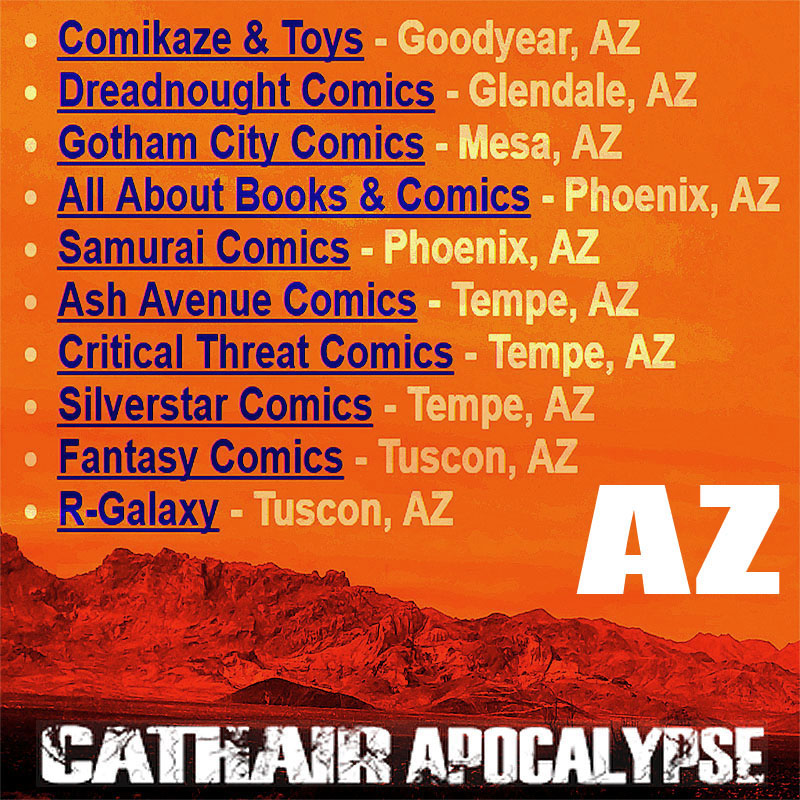 • Comikaze & Toys - Goodyear, AZ
• Dreadnought Comics - Glendale, AZ
• Gotham City Comics - Mesa, AZ
• All About Books & Comics - Phoenix, AZ
• Samurai Comics - Phoenix, AZ
• Ash Avenue Comics - Tempe, AZ
• Critical Threat Comics - Tempe, AZ
• Silverstar Comics - Tempe, AZ
• Fantasy Comics - Tuscon, AZ
• R-Galaxy - Tuscon, AZ
AZ
CATHAIR APOCALYPSE